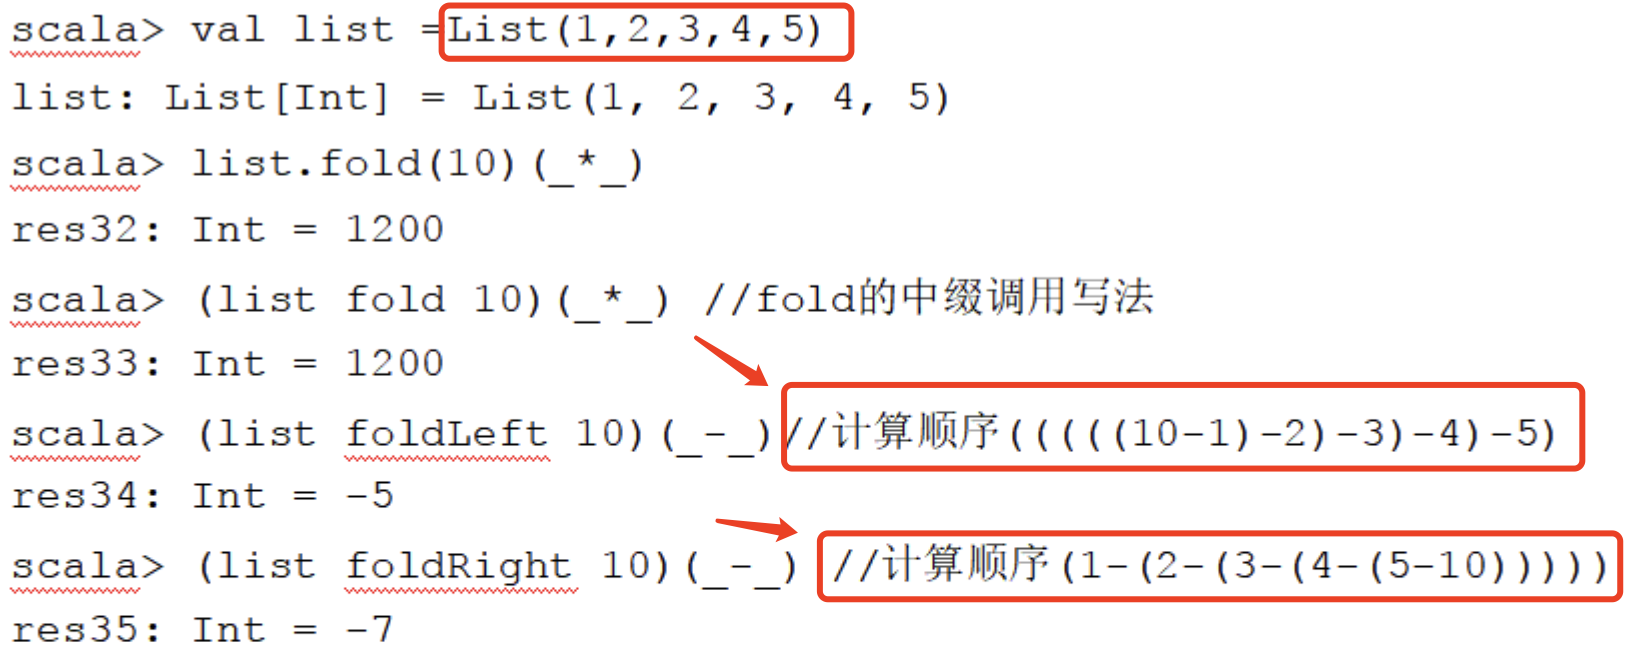 scala> val list =List(1,2,3,4,5)
list: List[Int] = List(1, 2, 3, 4, 5)
scala> list.fold(10)(_*_)
res32: Int = 1200
scala> (list fold 10)(_*_) //fold的中缀调用写法
res33: Int = 1200
scala> (list foldLeft 10)(_-_)//计算顺序(((((10-1)-2)-3)-4)-5)
res34: Int = -5
scala> (list foldRight 10)(_-_) //计算顺序(1-(2-(3-(4-(5-10)))))
res35: Int = -7